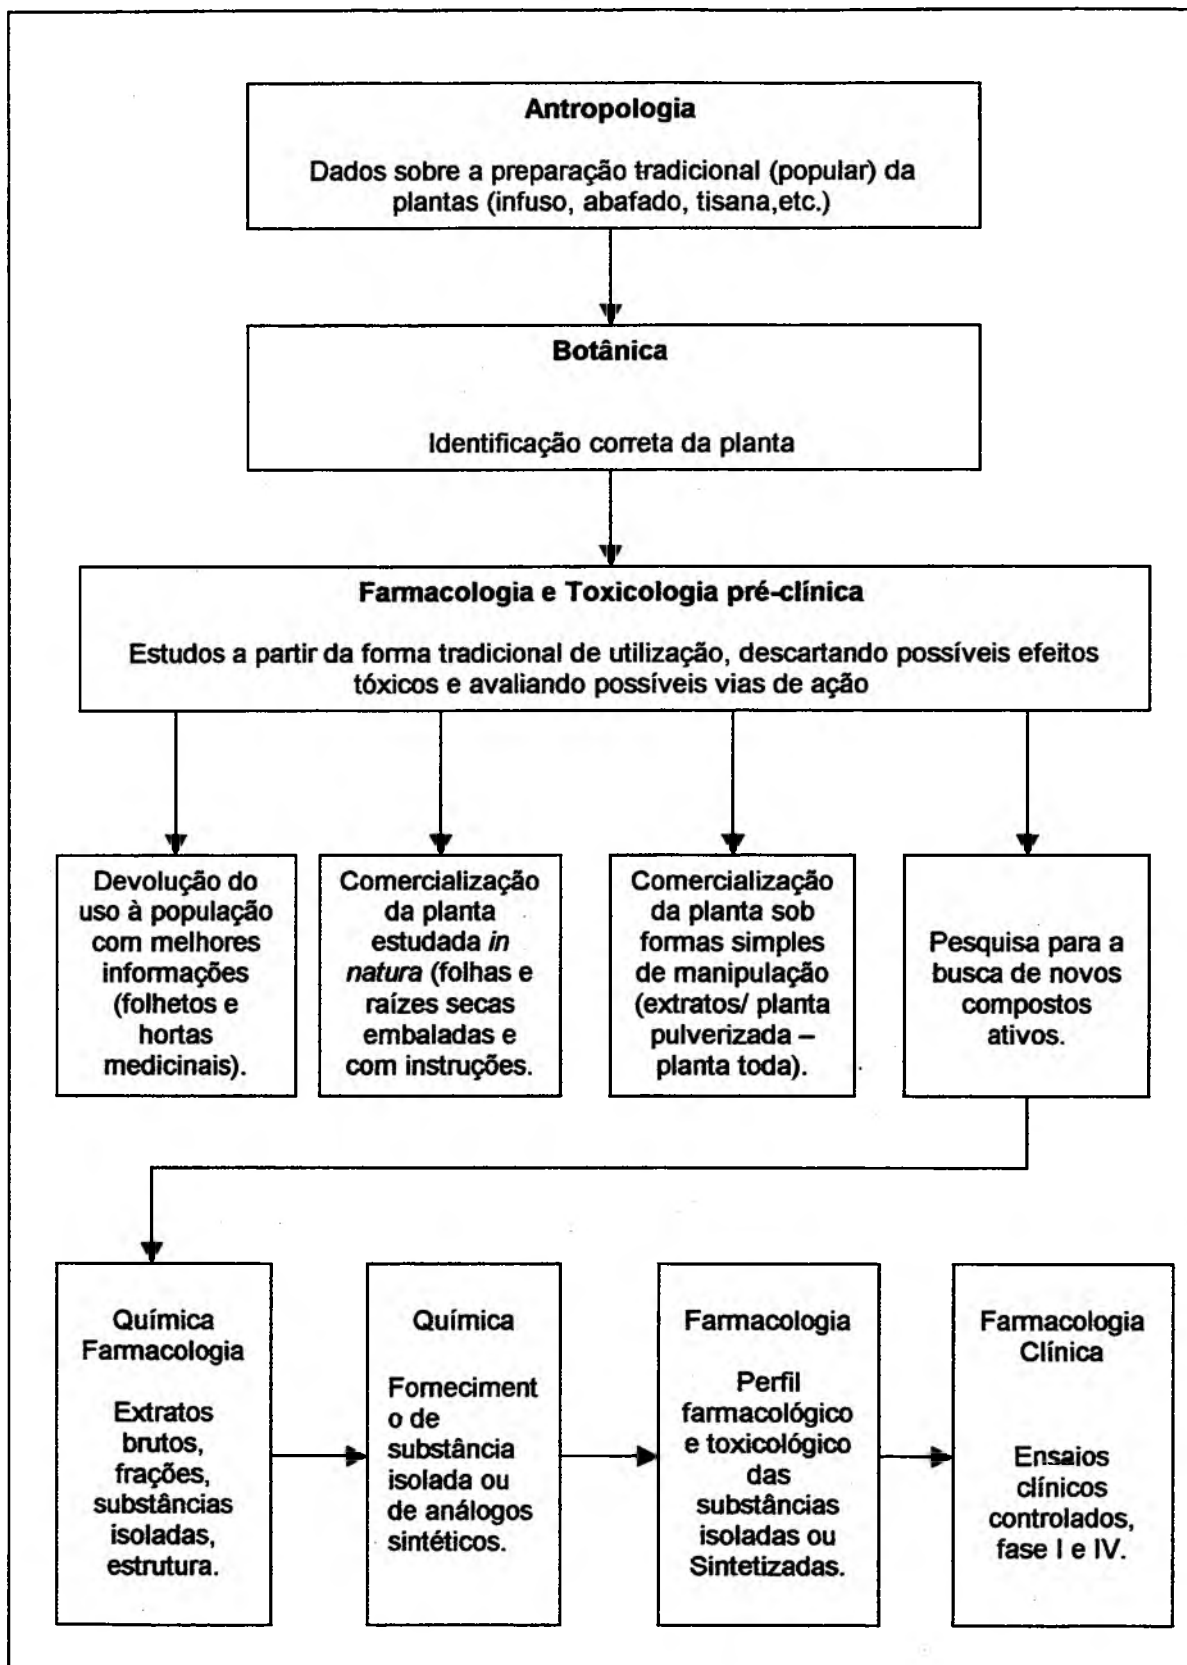 Antropologia
Dados sobre a preparação tradicional (popular) da
plantas (infuso, abafado, tisana,etc.)
Botânica
Identificação correta da planta
Farmacologia e Toxicologia pré-clínica
Estudos a partir da forma tradicional de utilização, descartando possíveis efeitos
tóxicos e avaliando possíveis vias de ação
Devolução do
uso à população
com melhores
informações
(folhetos e
hortas
medicinais).
Comercialização
da planta
estudada in
natura (folhas e
raízes secas
embaladas e
com instruções.
Comercialização
da planta sob
formas simples
de manipulação
(extratos/ planta
pulverizada –
planta toda).
Pesquisa para a
busca de novos
compostos
ativos.
Química
Farmacologia
Extratos
brutos,
frações,
substâncias
isoladas,
estrutura.
Química
Forneciment
o de
substância
isolada ou
de análogos
sintéticos.
Farmacologia
Perfil
farmacológico
e toxicológico
das
substâncias
isoladas ou
Sintetizadas.
Farmacologia
Clínica
Ensaios
clínicos
controlados,
fase I e IV.